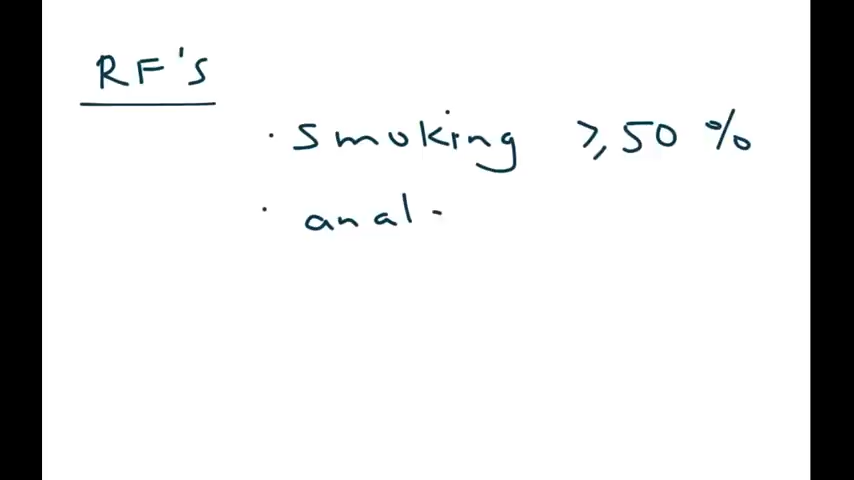 RF's
· smoking ≥ 50 %
· anal-